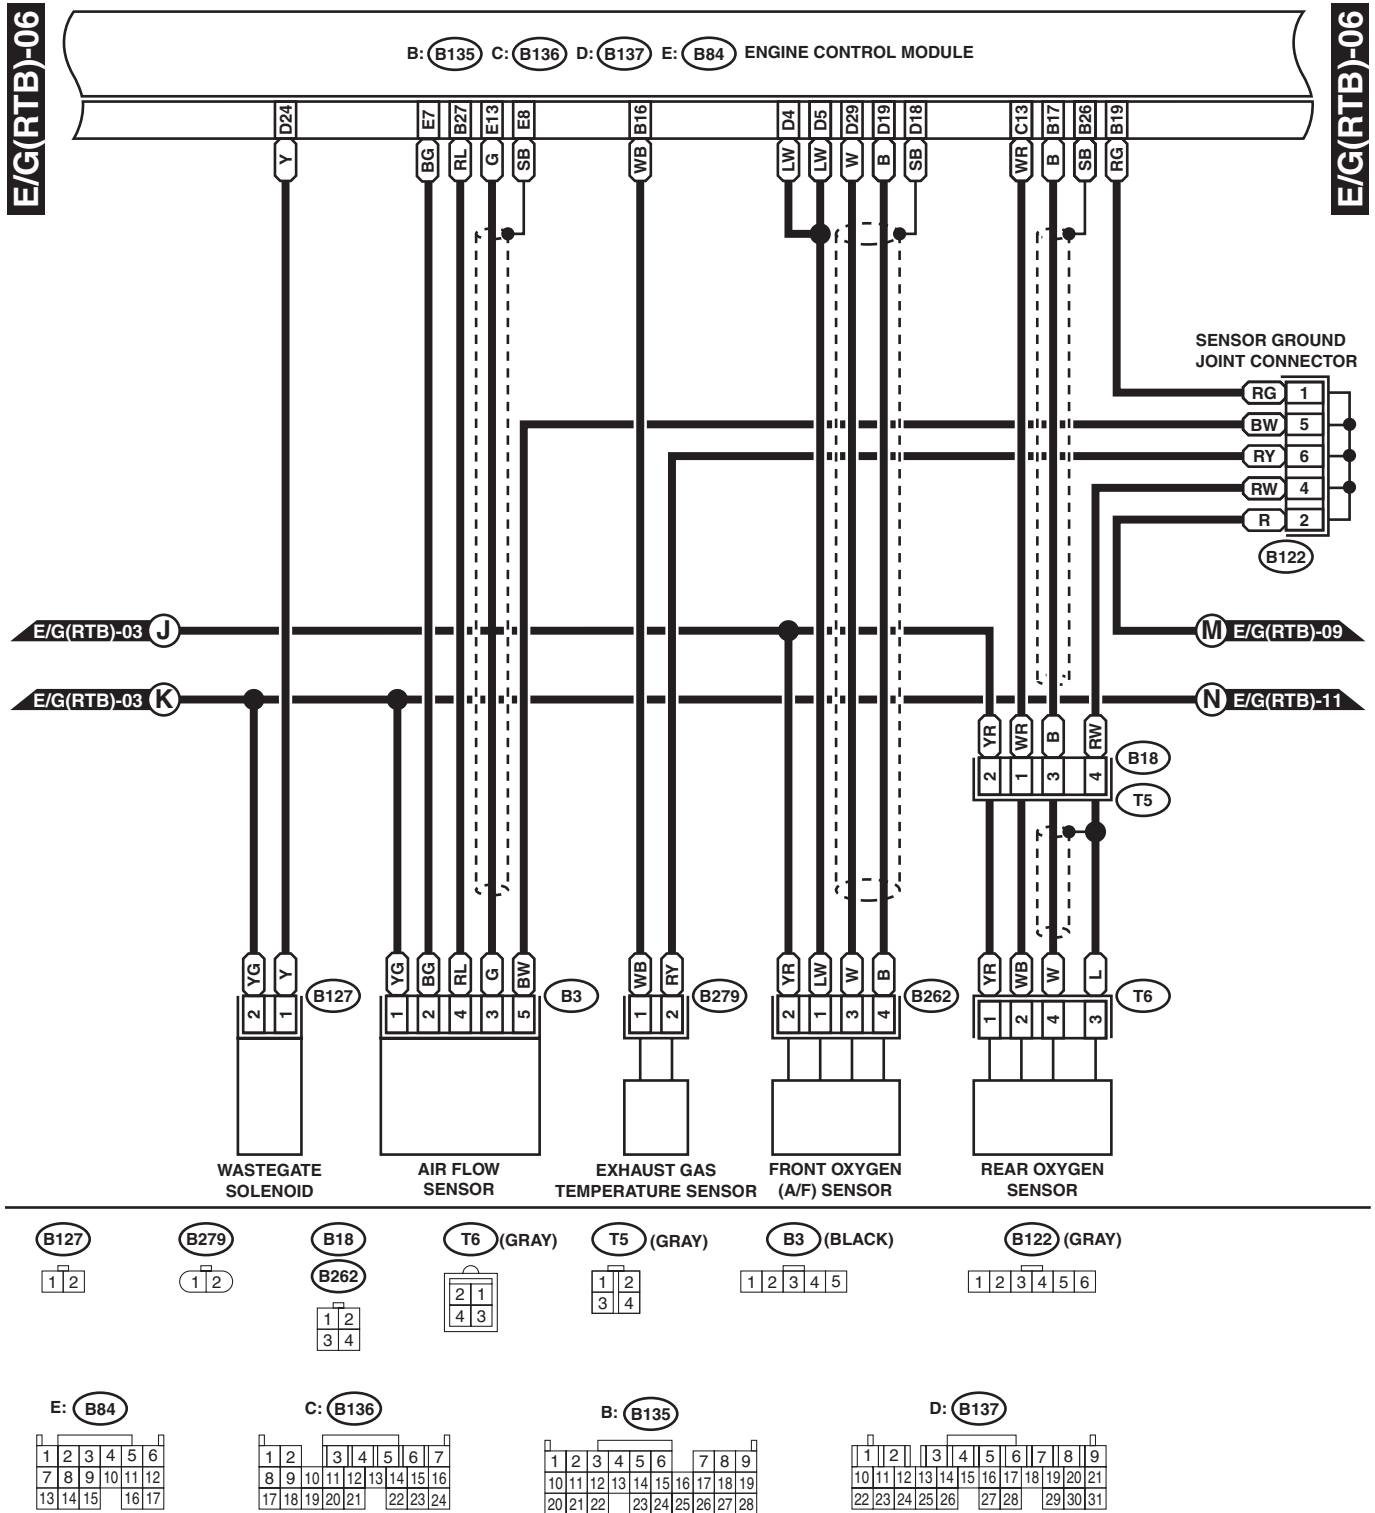 E/G(RTB)-06
E/G(RTB)-06
B: B135 C: B136 D: B137 E: B84 ENGINE CONTROL MODULE
D24 E7 B27 E13 E8 B16 D4 D5 D29 D19 D18 C13 B17 B26 B19
Y BG RL G SB WB LW LW W B SB WR B SB RG
SENSOR GROUND
JOINT CONNECTOR
RG 1
BW 5
RY 6
RW 4
R 2
B122
E/G(RTB)-03 J
M E/G(RTB)-09
E/G(RTB)-03 K
N E/G(RTB)-11
YR WR B RW
B18
2 1 3 4
T5
YG Y YG BG RL G BW WB RY YR LW W B YR WB W L
B127 B3 B279 B262 T6
2 1 1 2 4 3 5 1 2 2 1 3 4 1 2 4 3
WASTEGATE
SOLENOID
AIR FLOW
SENSOR
EXHAUST GAS
TEMPERATURE SENSOR
FRONT OXYGEN
(A/F) SENSOR
REAR OXYGEN
SENSOR
B127
1 2
B279
1 2
B18
B262
1 2
3 4
T6 (GRAY)
2 1
4 3
T5 (GRAY)
1 2
3 4
B3 (BLACK)
1 2 3 4 5
B122 (GRAY)
1 2 3 4 5 6
E: B84
1 2 3 4 5 6
7 8 9 10 11 12
13 14 15 16 17
C: B136
1 2 3 4 5 6 7
8 9 10 11 12 13 14 15 16
17 18 19 20 21 22 23 24
B: B135
1 2 3 4 5 6 7 8 9
10 11 12 13 14 15 16 17 18 19
20 21 22 23 24 25 26 27 28
D: B137
1 2 3 4 5 6 7 8 9
10 11 12 13 14 15 16 17 18 19 20 21
22 23 24 25 26 27 28 29 30 31